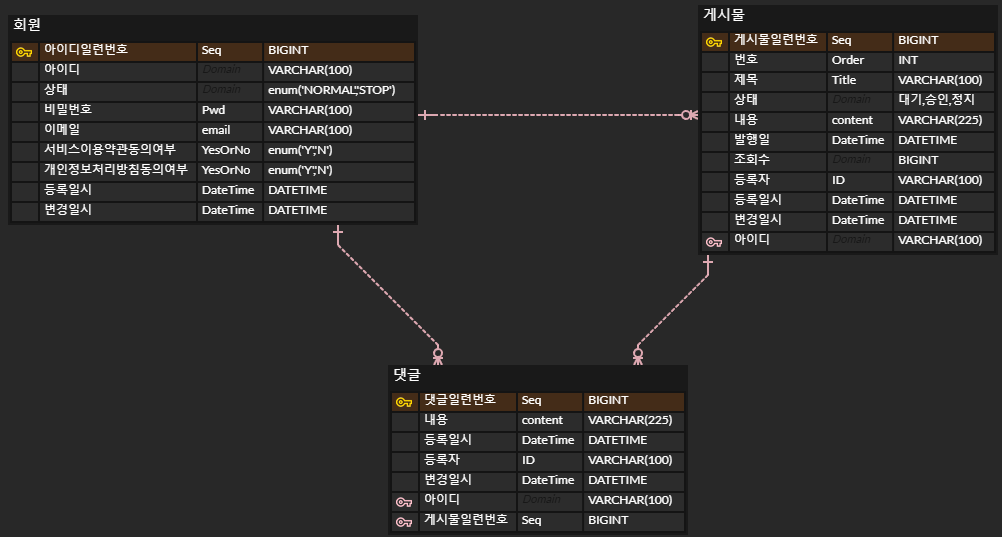 회원
아이디일련번호 Seq BIGINT
아이디 Domain VARCHAR(100)
상태 Domain enum('NORMAL','STOP')
비밀번호 Pwd VARCHAR(100)
이메일 email VARCHAR(100)
서비스이용약관동의여부 YesOrNo enum('Y','N')
개인정보처리방침동의여부 YesOrNo enum('Y','N')
등록일시 DateTime DATETIME
변경일시 DateTime DATETIME
게시물
게시물일련번호 Seq BIGINT
번호 Order INT
제목 Title VARCHAR(100)
상태 Domain 대기,승인,정지
내용 content VARCHAR(225)
발행일 DateTime DATETIME
조회수 Domain BIGINT
등록자 ID VARCHAR(100)
등록일시 DateTime DATETIME
변경일시 DateTime DATETIME
아이디 Domain VARCHAR(100)
댓글
댓글일련번호 Seq BIGINT
내용 content VARCHAR(225)
등록일시 DateTime DATETIME
등록자 ID VARCHAR(100)
변경일시 DateTime DATETIME
아이디 Domain VARCHAR(100)
게시물일련번호 Seq BIGINT